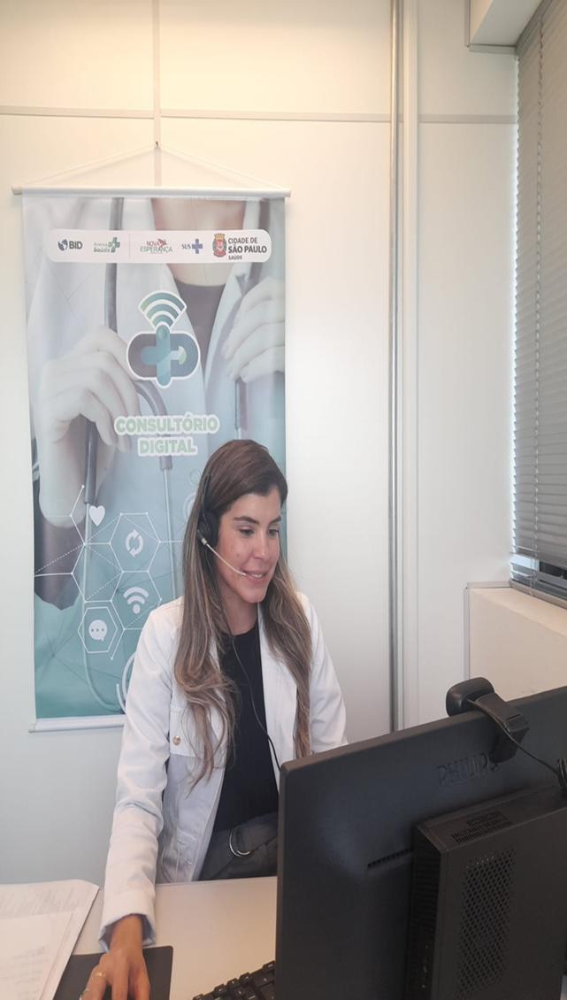 BID
Avança
Saúde
NOVA
ESPERANÇA
SUS
CIDADE DE
SÃO PAULO
SAÚDE
CONSULTÓRIO
DIGITAL
PHILIPS